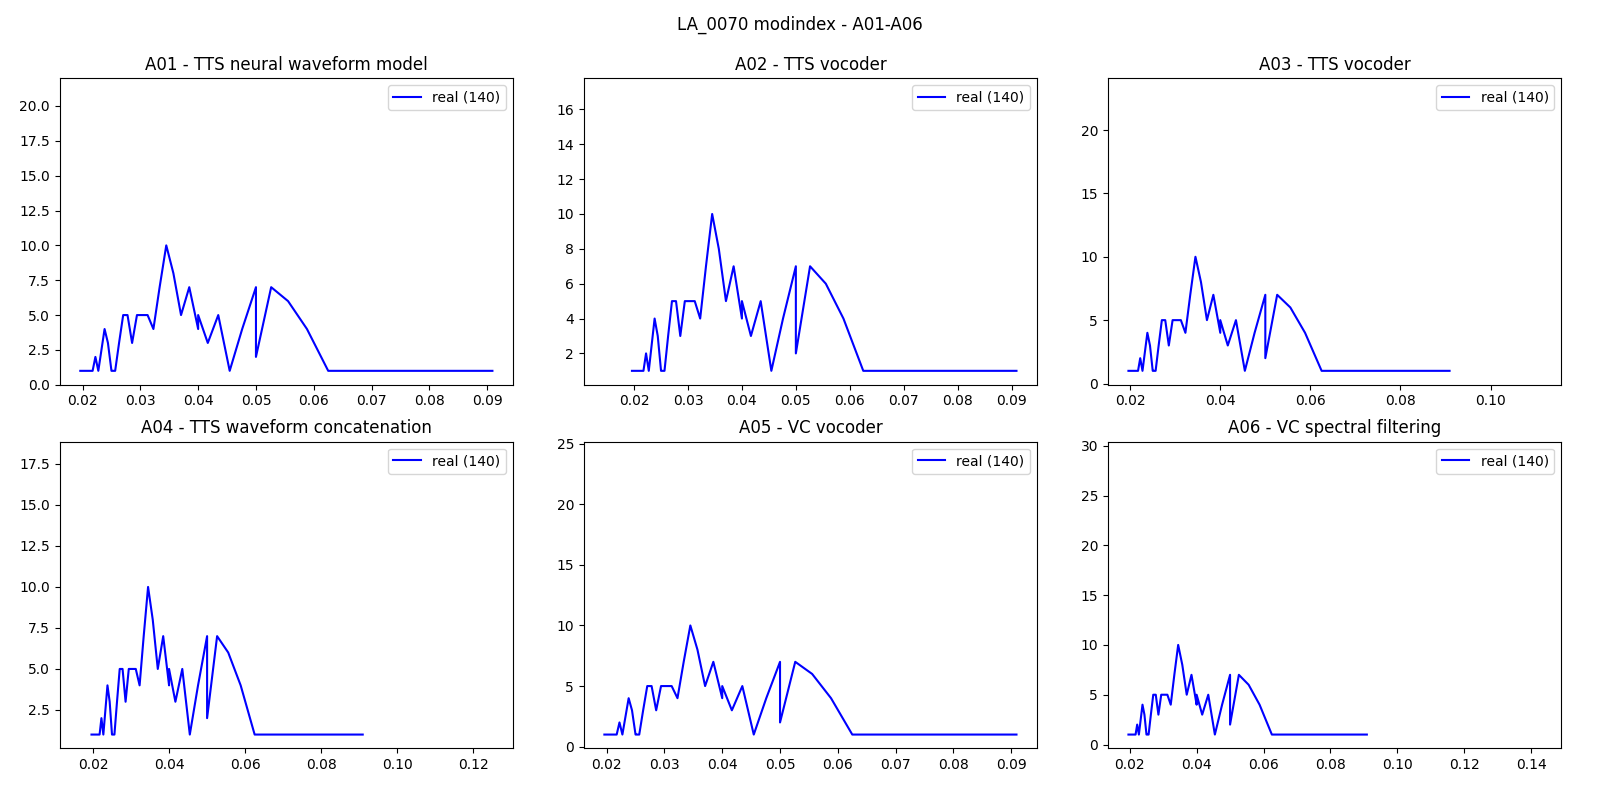 LA_0070 modindex - A01-A06
A01 - TTS neural waveform model
real (140)
20.0
17.5
15.0
12.5
10.0
7.5
5.0
2.5
0.0
0.02 0.03 0.04 0.05 0.06 0.07 0.08 0.09
A02 - TTS vocoder
real (140)
16
14
12
10
8
6
4
2
0.02 0.03 0.04 0.05 0.06 0.07 0.08 0.09
A03 - TTS vocoder
real (140)
20
15
10
5
0
0.02 0.04 0.06 0.08 0.10
A04 - TTS waveform concatenation
real (140)
17.5
15.0
12.5
10.0
7.5
5.0
2.5
0.02 0.04 0.06 0.08 0.10 0.12
A05 - VC vocoder
real (140)
25
20
15
10
5
0
0.02 0.03 0.04 0.05 0.06 0.07 0.08 0.09
A06 - VC spectral filtering
real (140)
30
25
20
15
10
5
0
0.02 0.04 0.06 0.08 0.10 0.12 0.14